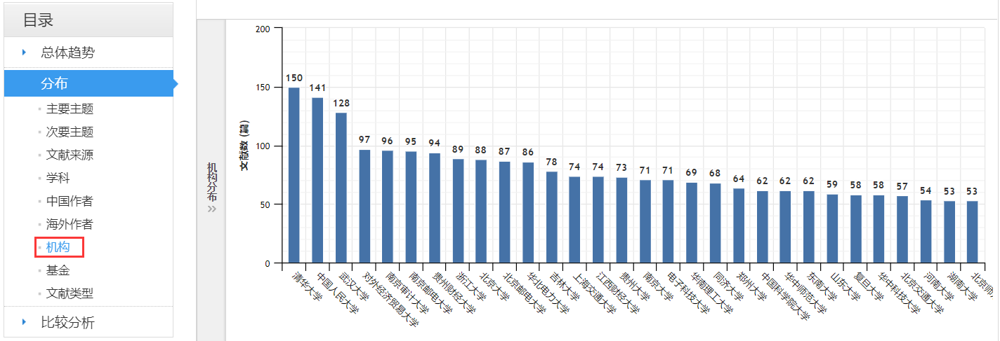 目录
总体趋势
分布
主要主题
次要主题
文献来源
学科
中国作者
海外作者
机构
基金
文献类型
比较分析
机构分布
»
文献数 (篇)
200
150
100
50
0
150
141
128
97
96
95
94
89
88
87
86
78
74
74
73
71
71
69
68
64
62
62
62
59
58
58
57
54
53
53
清华大学
中国人民大学
武汉大学
对外经济贸易大学
南京审计大学
南京邮电大学
贵州财经大学
浙江大学
北京大学
北京邮电大学
华北电力大学
吉林大学
上海交通大学
江西财经大学
贵州大学
南京大学
电子科技大学
华南理工大学
同济大学
郑州大学
中国科学院大学
华中师范大学
东南大学
山东大学
复旦大学
华中科技大学
北京交通大学
河南大学
湖南大学
北京师